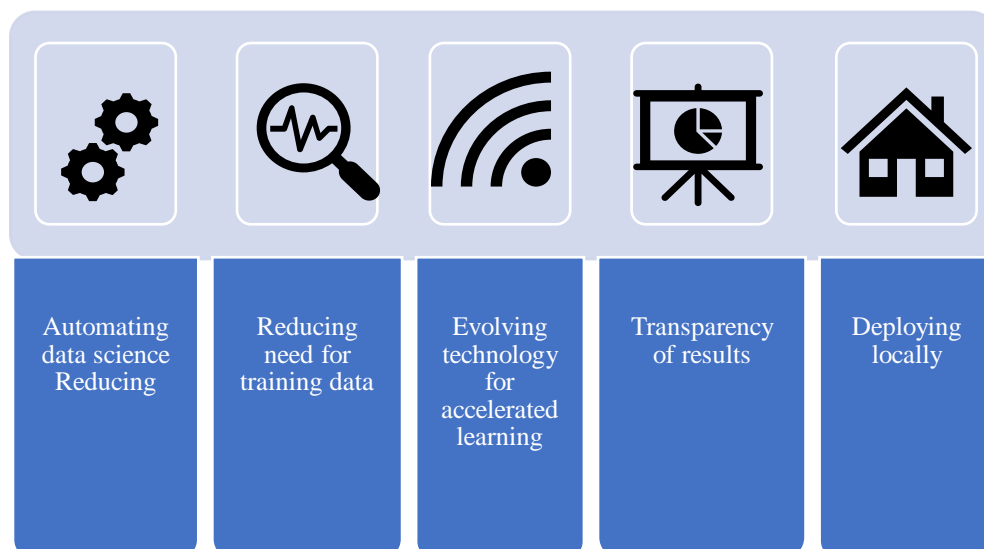 Automating
data science
Reducing
Reducing
need for
training data
Evolving
technology
for
accelerated
learning
Transparency
of results
Deploying
locally